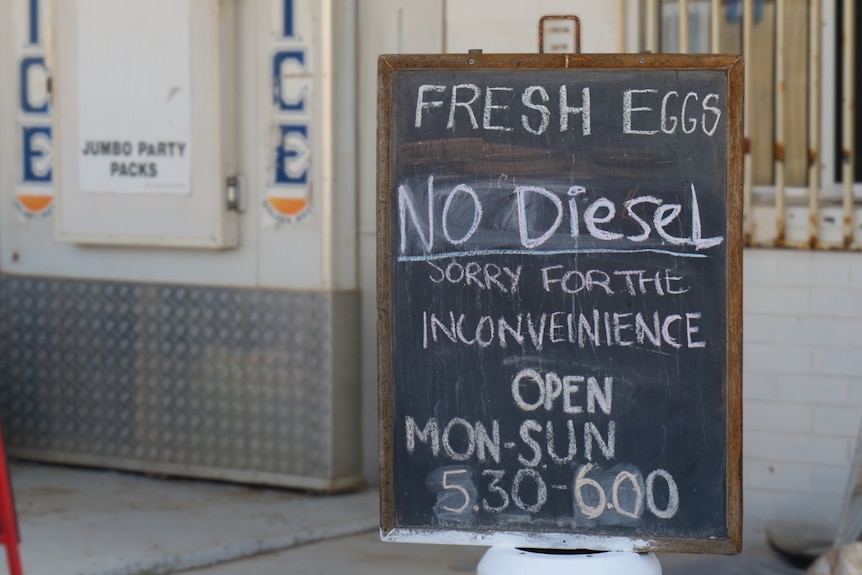 ICE
ICE
JUMBO PARTY
PACKS
FRESH EGGS
NO DieseL
SORRY FOR THE
INCONVEINIENCE
OPEN
MON-SUN
5.30-6.00